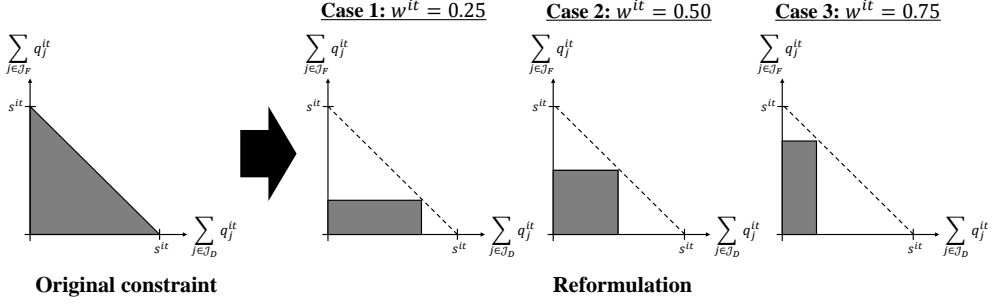 Case 1: w^{it} = 0.25
Case 2: w^{it} = 0.50
Case 3: w^{it} = 0.75
∑_{j∈𝒥_F} q_j^{it}
s^{it}
s^{it}
∑_{j∈𝒥_D} q_j^{it}
∑_{j∈𝒥_F} q_j^{it}
s^{it}
s^{it}
∑_{j∈𝒥_D} q_j^{it}
∑_{j∈𝒥_F} q_j^{it}
s^{it}
s^{it}
∑_{j∈𝒥_D} q_j^{it}
∑_{j∈𝒥_F} q_j^{it}
s^{it}
s^{it}
∑_{j∈𝒥_D} q_j^{it}
Original constraint
Reformulation